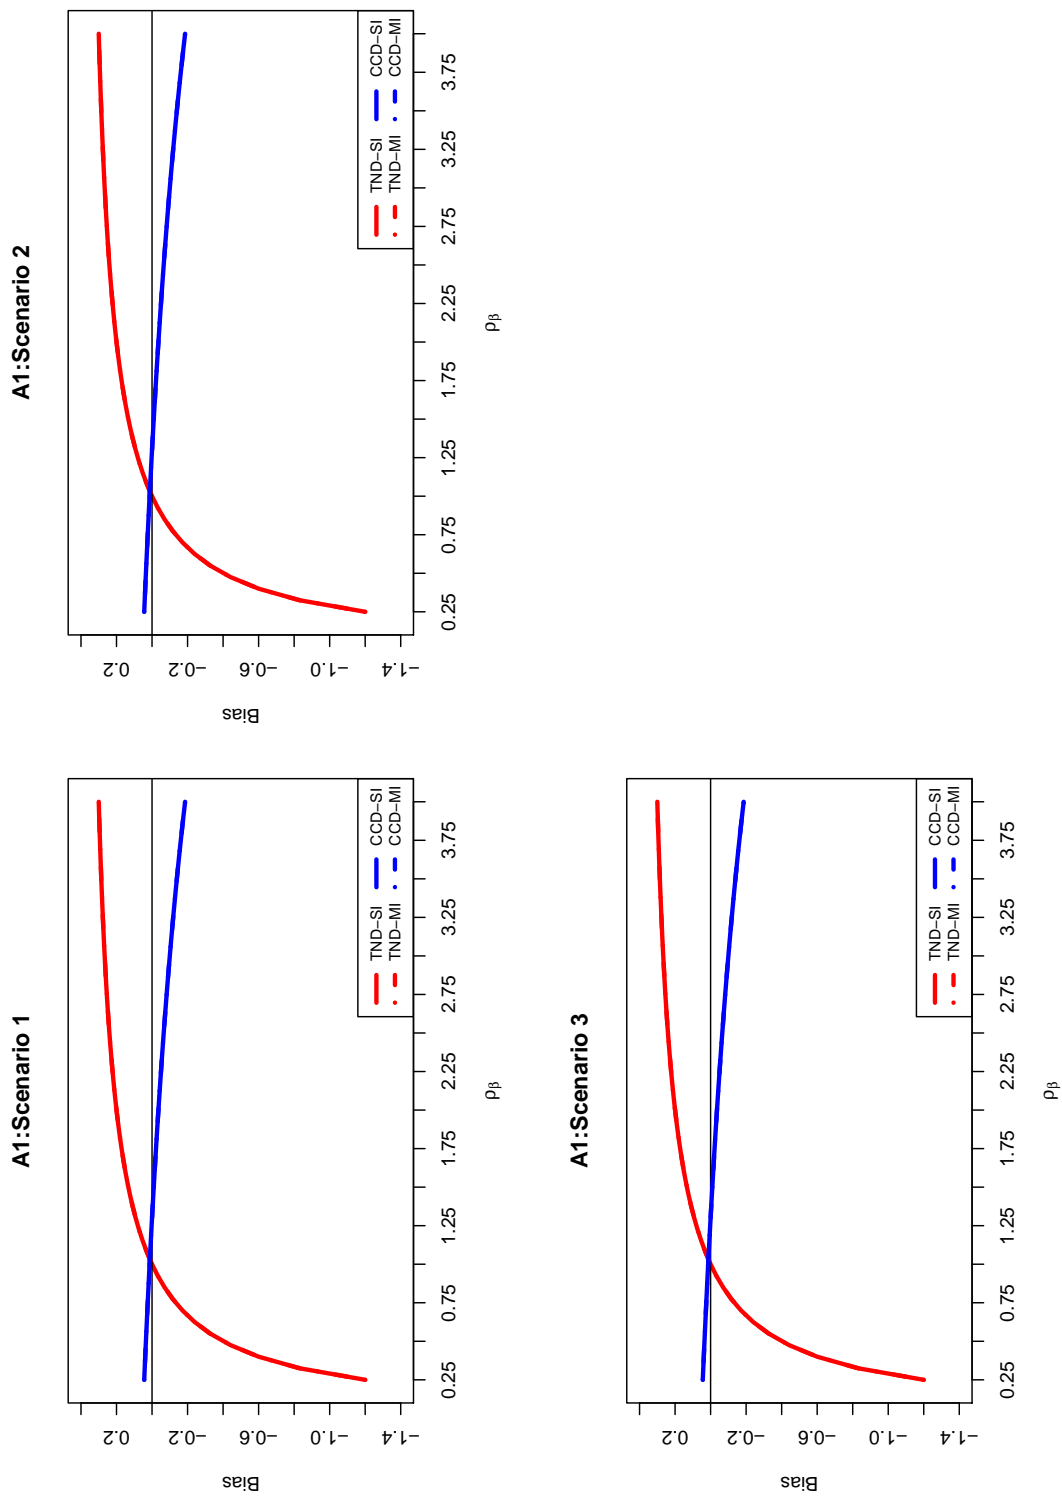 A1:Scenario 1
Bias
0.2
−0.2
−0.6
−1.0
−1.4
0.25 0.75 1.25 1.75 2.25 2.75 3.25 3.75
ρβ
TND−SI CCD−SI
TND−MI CCD−MI
A1:Scenario 2
Bias
0.2
−0.2
−0.6
−1.0
−1.4
0.25 0.75 1.25 1.75 2.25 2.75 3.25 3.75
ρβ
TND−SI CCD−SI
TND−MI CCD−MI
A1:Scenario 3
Bias
0.2
−0.2
−0.6
−1.0
−1.4
0.25 0.75 1.25 1.75 2.25 2.75 3.25 3.75
ρβ
TND−SI CCD−SI
TND−MI CCD−MI